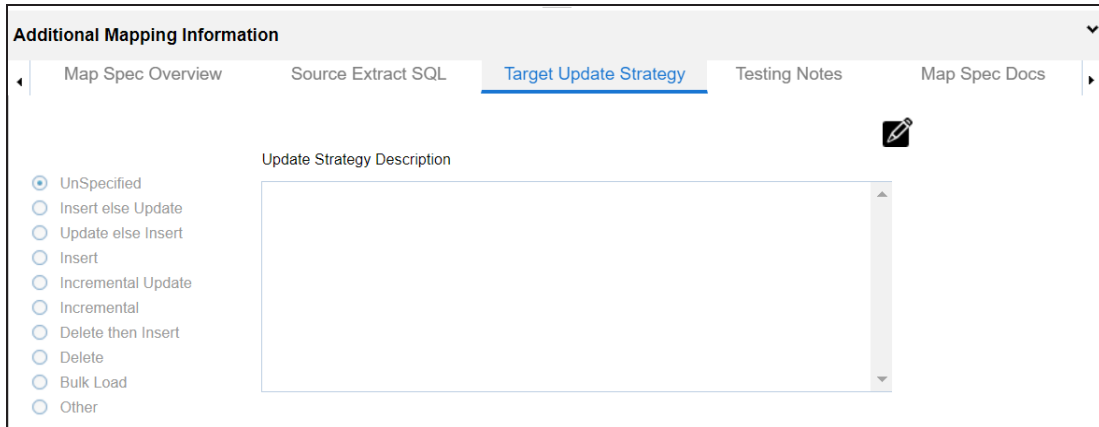 Additional Mapping Information
Map Spec Overview Source Extract SQL Target Update Strategy Testing Notes Map Spec Docs
Update Strategy Description
UnSpecified
Insert else Update
Update else Insert
Insert
Incremental Update
Incremental
Delete then Insert
Delete
Bulk Load
Other